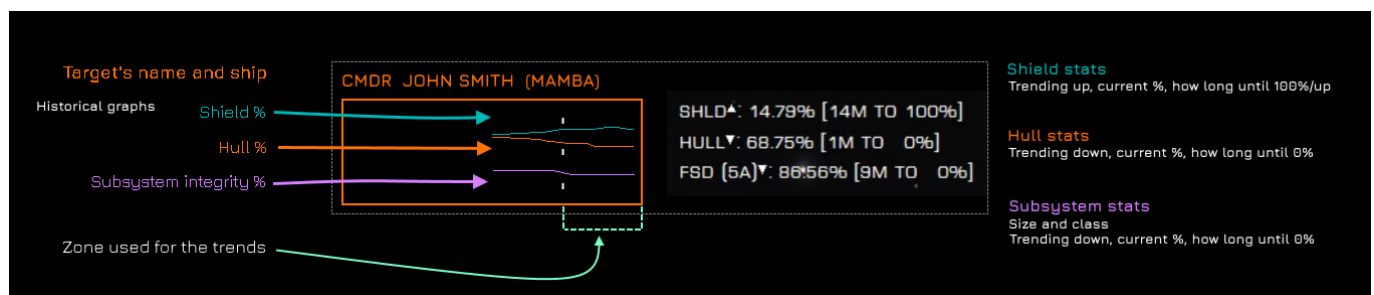 Target's name and ship
Historical graphs
Shield %
Hull %
Subsystem integrity %
Zone used for the trends
CMDR JOHN SMITH (MAMBA)
SHLD▲: 14.79% [14M TO 100%]
HULL▼: 68.75% [1M TO 0%]
FSD (5A)▼: 86.56% [9M TO 0%]
Shield stats
Trending up, current %, how long until 100%/up
Hull stats
Trending down, current %, how long until 0%
Subsystem stats
Size and class
Trending down, current %, how long until 0%